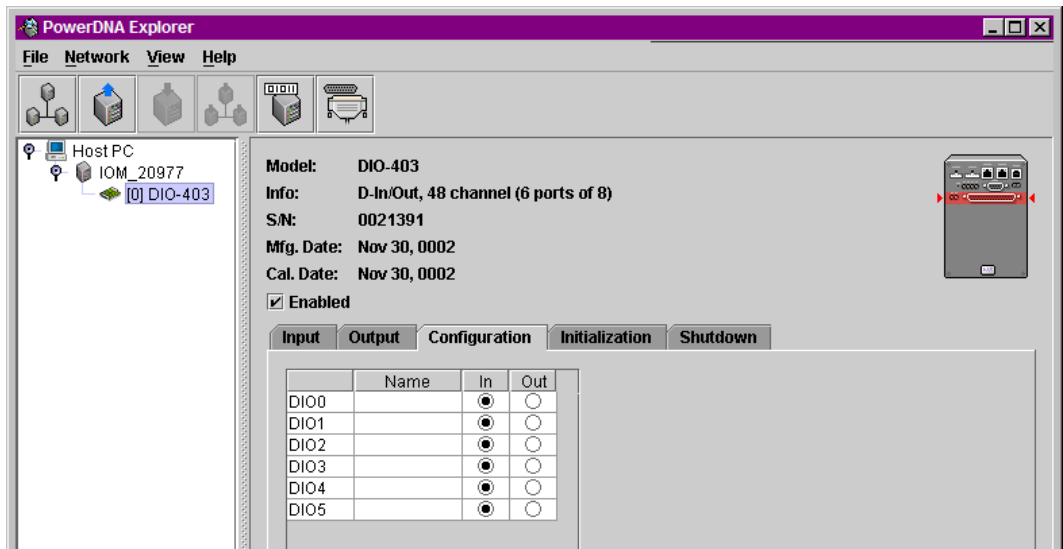 PowerDNA Explorer
File Network View Help
Host PC
IOM_20977
[0] DIO-403
Model: DIO-403
Info: D-In/Out, 48 channel (6 ports of 8)
S/N: 0021391
Mfg. Date: Nov 30, 0002
Cal. Date: Nov 30, 0002
Enabled
Input Output Configuration Initialization Shutdown
Name In Out
DIO0
DIO1
DIO2
DIO3
DIO4
DIO5